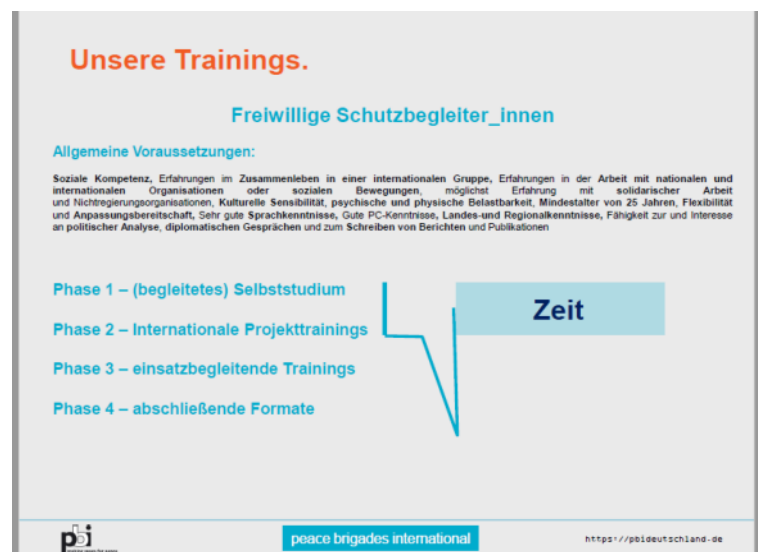 Unsere Trainings.
Freiwillige Schutzbegleiter_innen
Allgemeine Voraussetzungen:
Soziale Kompetenz, Erfahrungen im Zusammenleben in einer internationalen Gruppe, Erfahrungen in der Arbeit mit nationalen und
internationalen Organisationen oder sozialen Bewegungen, möglichst Erfahrung mit solidarischer Arbeit
und Nichtregierungsorganisationen, Kulturelle Sensibilität, psychische und physische Belastbarkeit, Mindestalter von 25 Jahren, Flexibilität
und Anpassungsbereitschaft, Sehr gute Sprachkenntnisse, Gute PC-Kenntnisse, Landes-und Regionalkenntnisse, Fähigkeit zur und Interesse
an politischer Analyse, diplomatischen Gesprächen und zum Schreiben von Berichten und Publikationen
Phase 1 – (begleitetes) Selbststudium
Phase 2 – Internationale Projekttrainings
Phase 3 – einsatzbegleitende Trainings
Phase 4 – abschließende Formate
Zeit
pbi
peace brigades international
https://pbideutschland.de